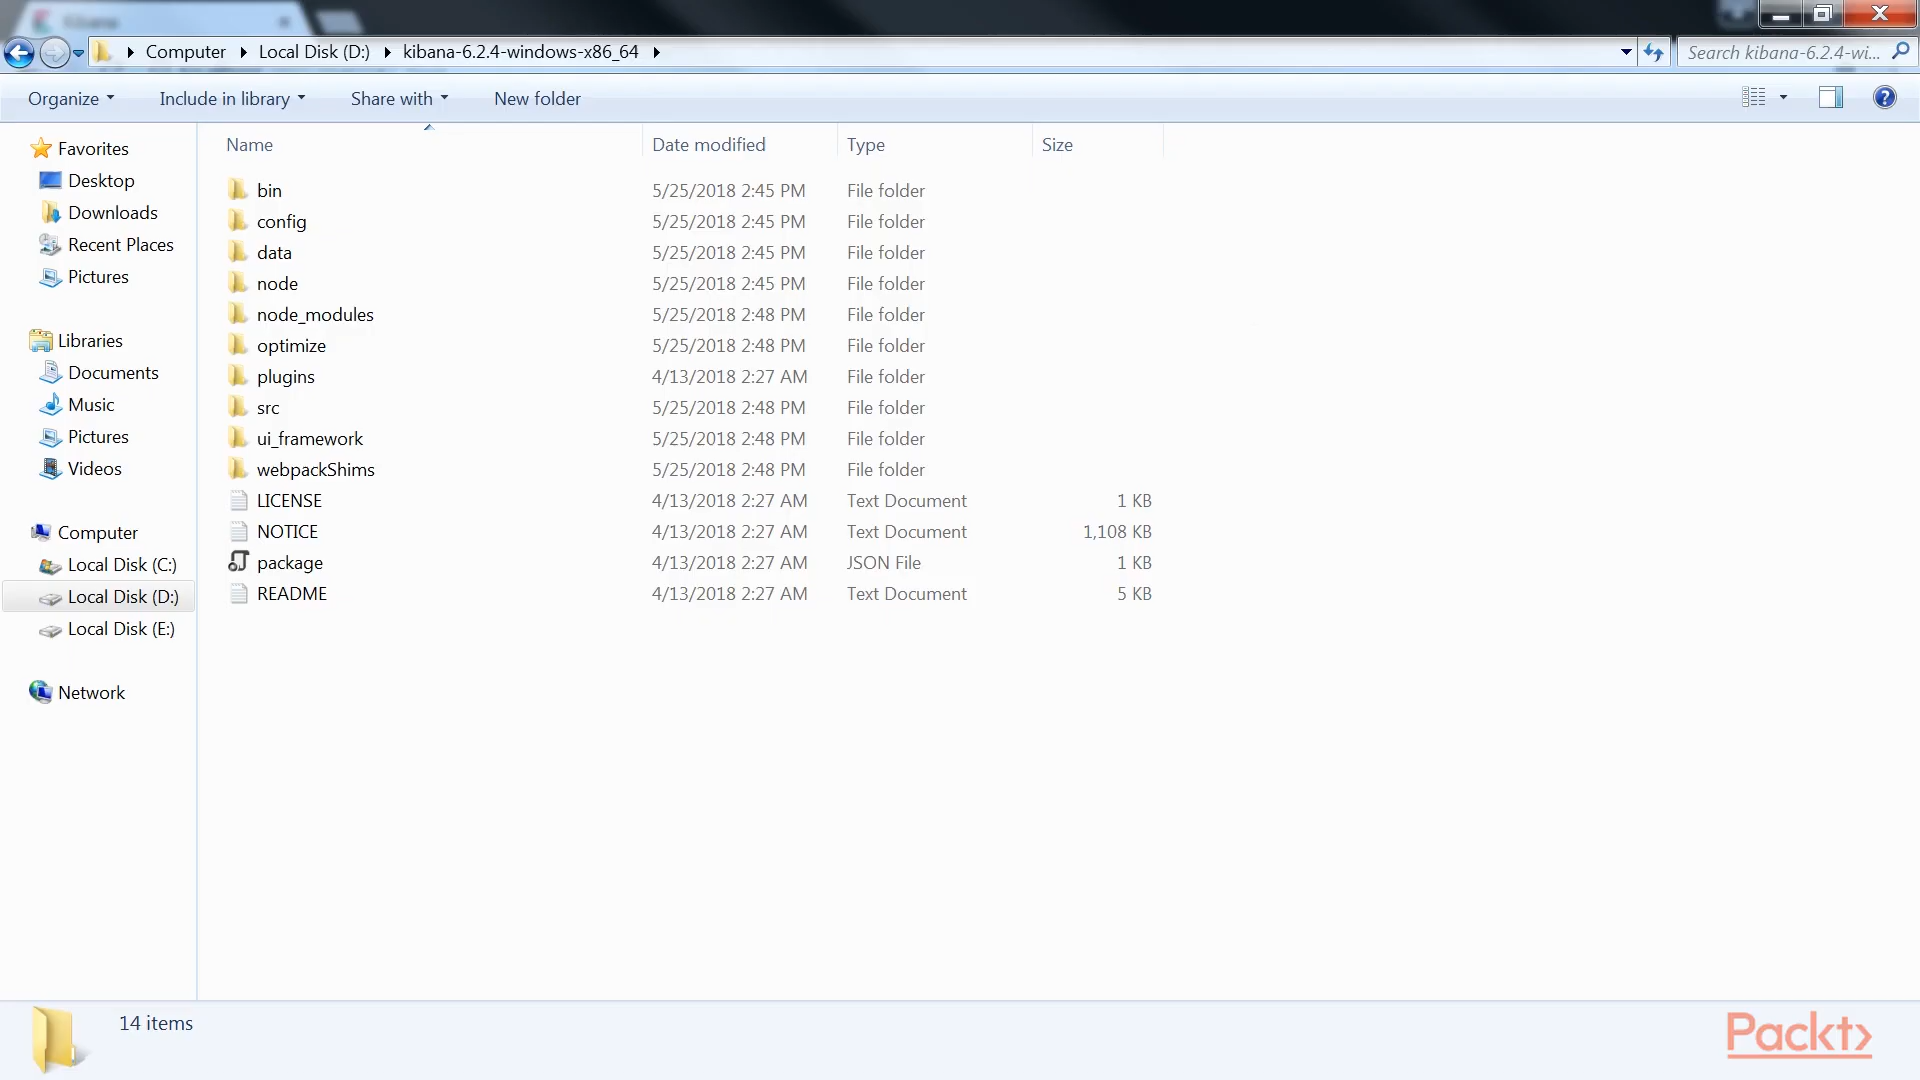 Kibana
Computer Local Disk (D:) kibana-6.2.4-windows-x86_64
Search kibana-6.2.4-wi...
Organize Include in library Share with New folder
Name Date modified Type Size
Favorites
Desktop
Downloads
Recent Places
Pictures
Libraries
Documents
Music
Pictures
Videos
Computer
Local Disk (C:)
Local Disk (D:)
Local Disk (E:)
Network
bin 5/25/2018 2:45 PM File folder
config 5/25/2018 2:45 PM File folder
data 5/25/2018 2:45 PM File folder
node 5/25/2018 2:45 PM File folder
node_modules 5/25/2018 2:48 PM File folder
optimize 5/25/2018 2:48 PM File folder
plugins 4/13/2018 2:27 AM File folder
src 5/25/2018 2:48 PM File folder
ui_framework 5/25/2018 2:48 PM File folder
webpackShims 5/25/2018 2:48 PM File folder
LICENSE 4/13/2018 2:27 AM Text Document 1 KB
NOTICE 4/13/2018 2:27 AM Text Document 1,108 KB
package 4/13/2018 2:27 AM JSON File 1 KB
README 4/13/2018 2:27 AM Text Document 5 KB
14 items
Packt>